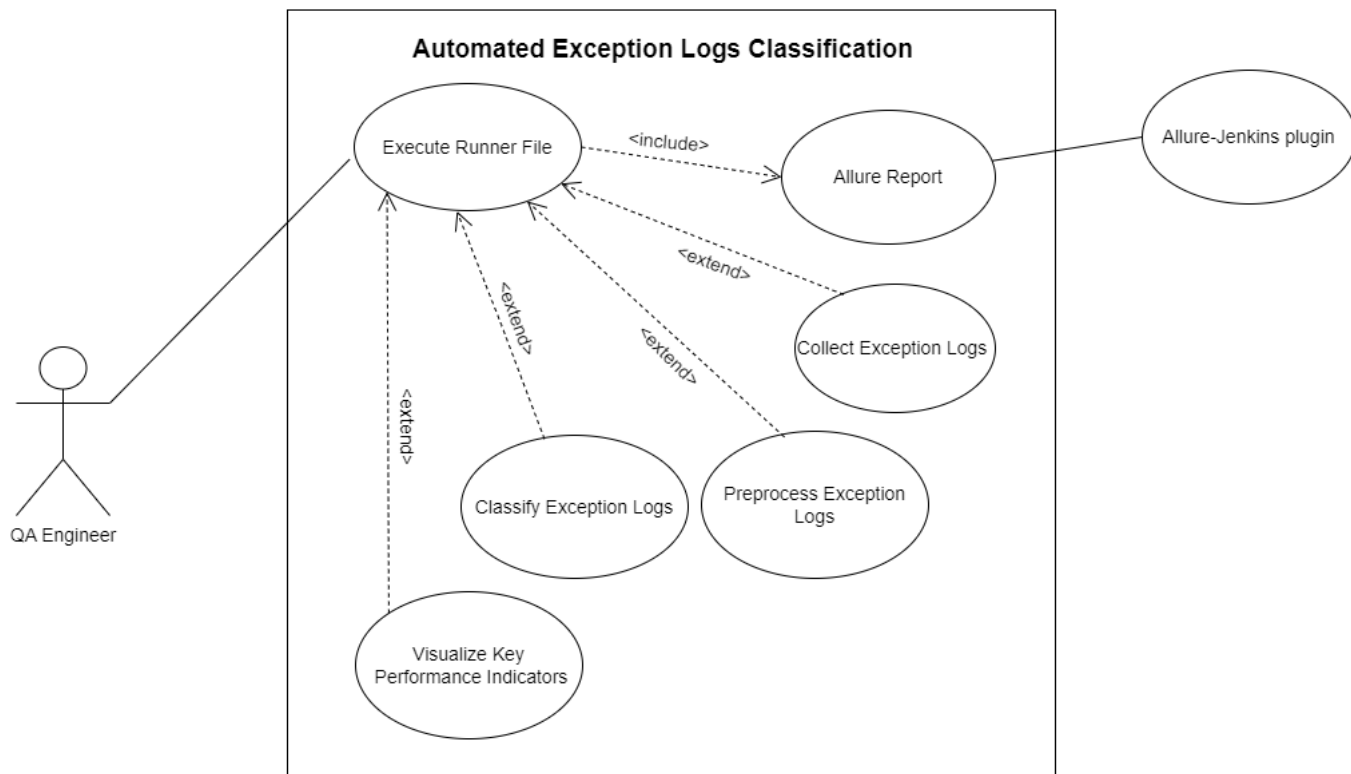 Automated Exception Logs Classification
Execute Runner File
<include>
Allure Report
Allure-Jenkins plugin
<extend>
Collect Exception Logs
<extend>
<extend>
<extend>
Classify Exception Logs
Preprocess Exception
Logs
QA Engineer
Visualize Key
Performance Indicators